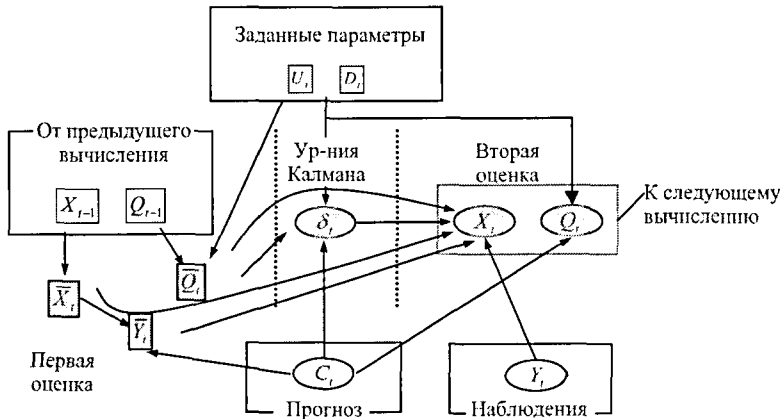 Заданные параметры
U_t D_t
От предыдущего
вычисления
X_{t-1} Q_{t-1}
Ур-ния
Калмана
Вторая
оценка
δ_t
X_t Q_t
К следующему
вычислению
Q̅_t
X̅_t
Y̅_t
Первая
оценка
C_t
Прогноз
Y_t
Наблюдения